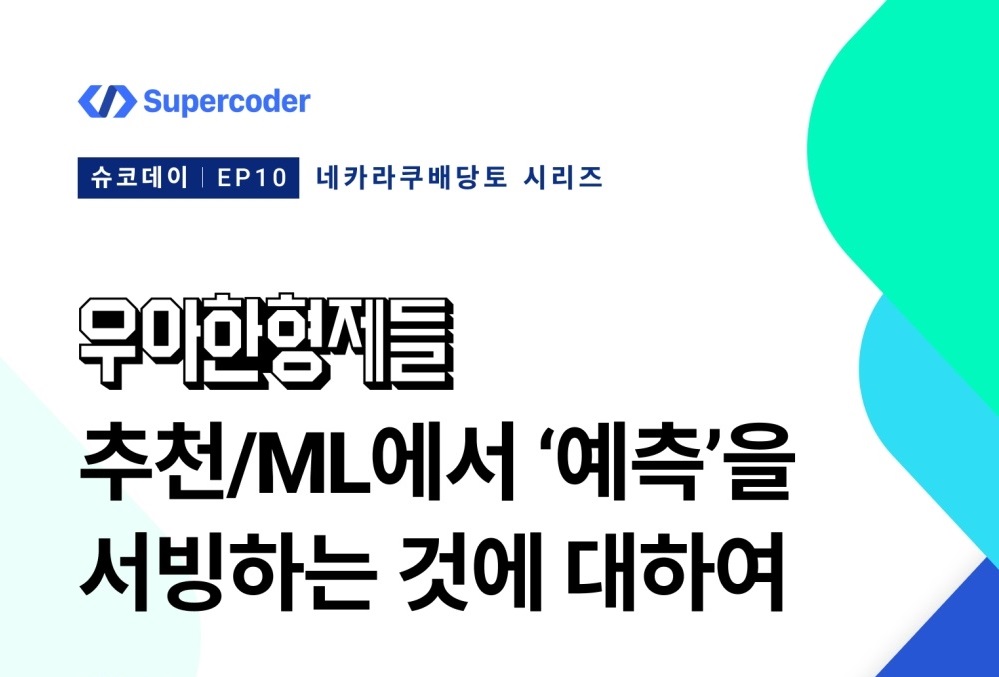 Supercoder
슈코데이 | EP10 네카라쿠배당토 시리즈
우아한형제들
추천/ML에서 ‘예측’을
서빙하는 것에 대하여